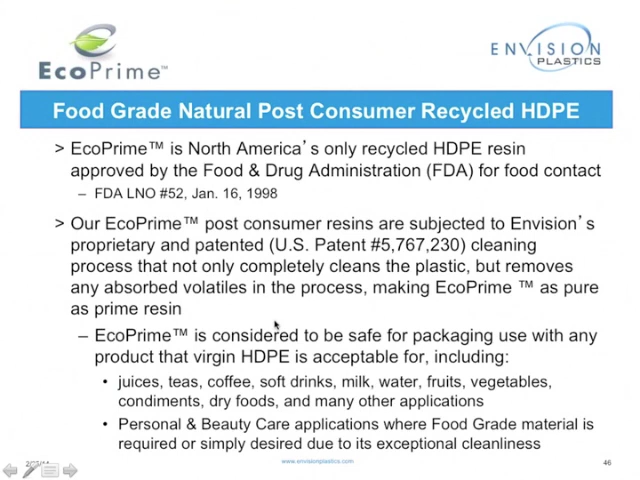 EcoPrime™
ENVISION
PLASTICS
Food Grade Natural Post Consumer Recycled HDPE
> EcoPrime™ is North America's only recycled HDPE resin
approved by the Food & Drug Administration (FDA) for food contact
– FDA LNO #52, Jan. 16, 1998
> Our EcoPrime™ post consumer resins are subjected to Envision's
proprietary and patented (U.S. Patent #5,767,230) cleaning
process that not only completely cleans the plastic, but removes
any absorbed volatiles in the process, making EcoPrime ™ as pure
as prime resin
– EcoPrime™ is considered to be safe for packaging use with any
product that virgin HDPE is acceptable for, including:
• juices, teas, coffee, soft drinks, milk, water, fruits, vegetables,
condiments, dry foods, and many other applications
• Personal & Beauty Care applications where Food Grade material is
required or simply desired due to its exceptional cleanliness
www.envisionplastics.com
46